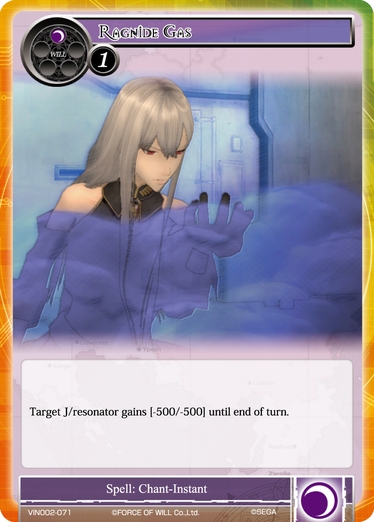 Ragnide Gas
WILL
1
Target J/resonator gains [-500/-500] until end of turn.
Spell: Chant-Instant
VIN002-071 ©FORCE OF WILL Co.,Ltd. ©SEGA